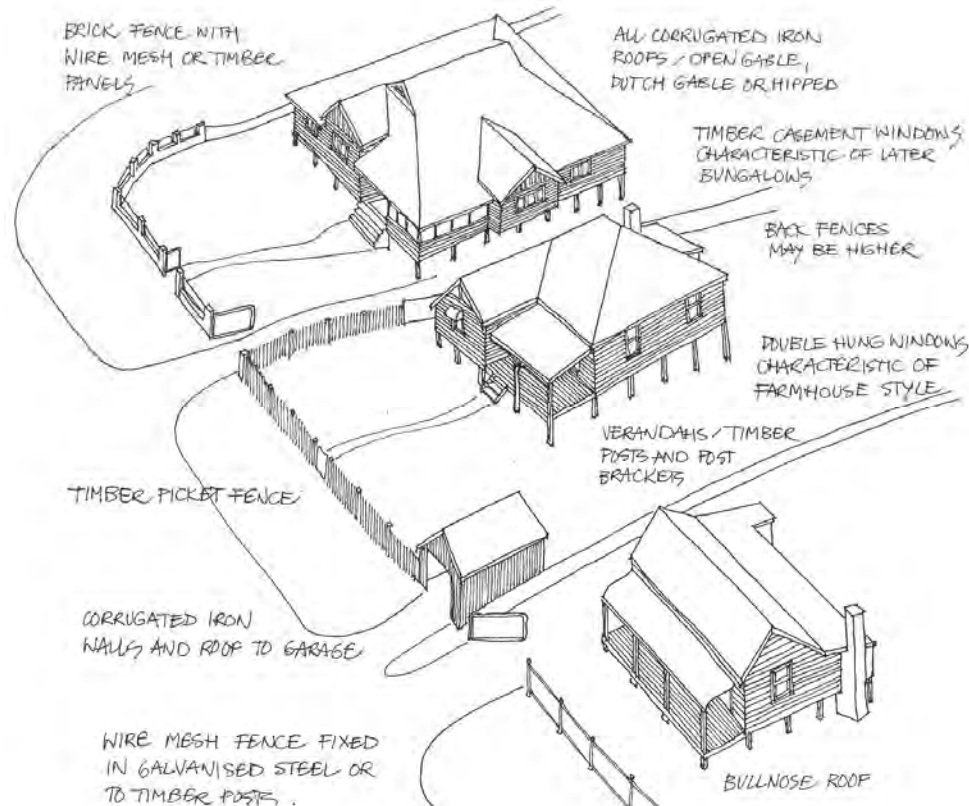 BRICK FENCE WITH
WIRE MESH OR TIMBER
PANELS
ALL CORRUGATED IRON
ROOFS / OPEN GABLE,
DUTCH GABLE OR HIPPED
TIMBER CASEMENT WINDOWS
CHARACTERISTIC OF LATER
BUNGALOWS
BACK FENCES
MAY BE HIGHER
DOUBLE HUNG WINDOWS
CHARACTERISTIC OF
FARMHOUSE STYLE
VERANDAHS / TIMBER
POSTS AND POST
BRACKETS
TIMBER PICKET FENCE
CORRUGATED IRON
WALLS AND ROOF TO GARAGE
WIRE MESH FENCE FIXED
IN GALVANISED STEEL OR
TO TIMBER POSTS.
BULLNOSE ROOF